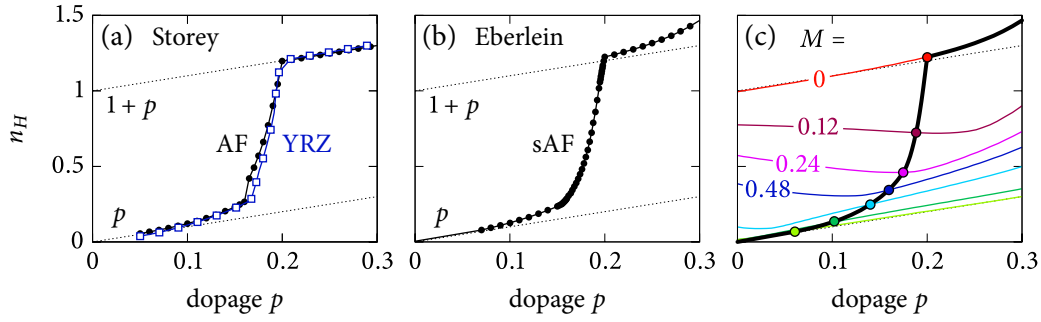 (a) Storey
1.5
1
0.5
0
n_H
1 + p
AF YRZ
p
0 0.1 0.2 0.3
dopage p
(b) Eberlein
1 + p
sAF
p
0 0.1 0.2 0.3
dopage p
(c) M =
0
0.12
0.24
0.48
0 0.1 0.2 0.3
dopage p